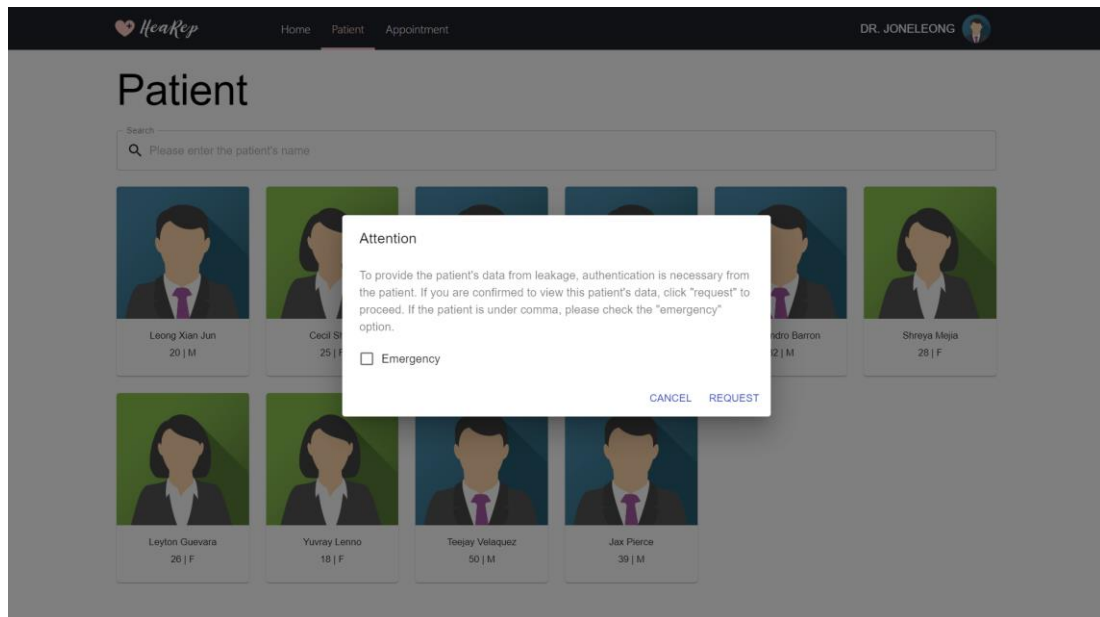 HeaRep
Home Patient Appointment
DR. JONELEONG
Patient
Search
Please enter the patient's name
Attention
To provide the patient's data from leakage, authentication is necessary from
the patient. If you are confirmed to view this patient's data, click "request" to
proceed. If the patient is under comma, please check the "emergency"
option.
Emergency
CANCEL REQUEST
Leong Xian Jun
20 | M
Cecil
25 |
Barron
| M
Shreya Mejia
28 | F
Leyton Guevara
26 | F
Yuvray Lenno
18 | F
Teejay Velaquez
50 | M
Jax Pierce
39 | M